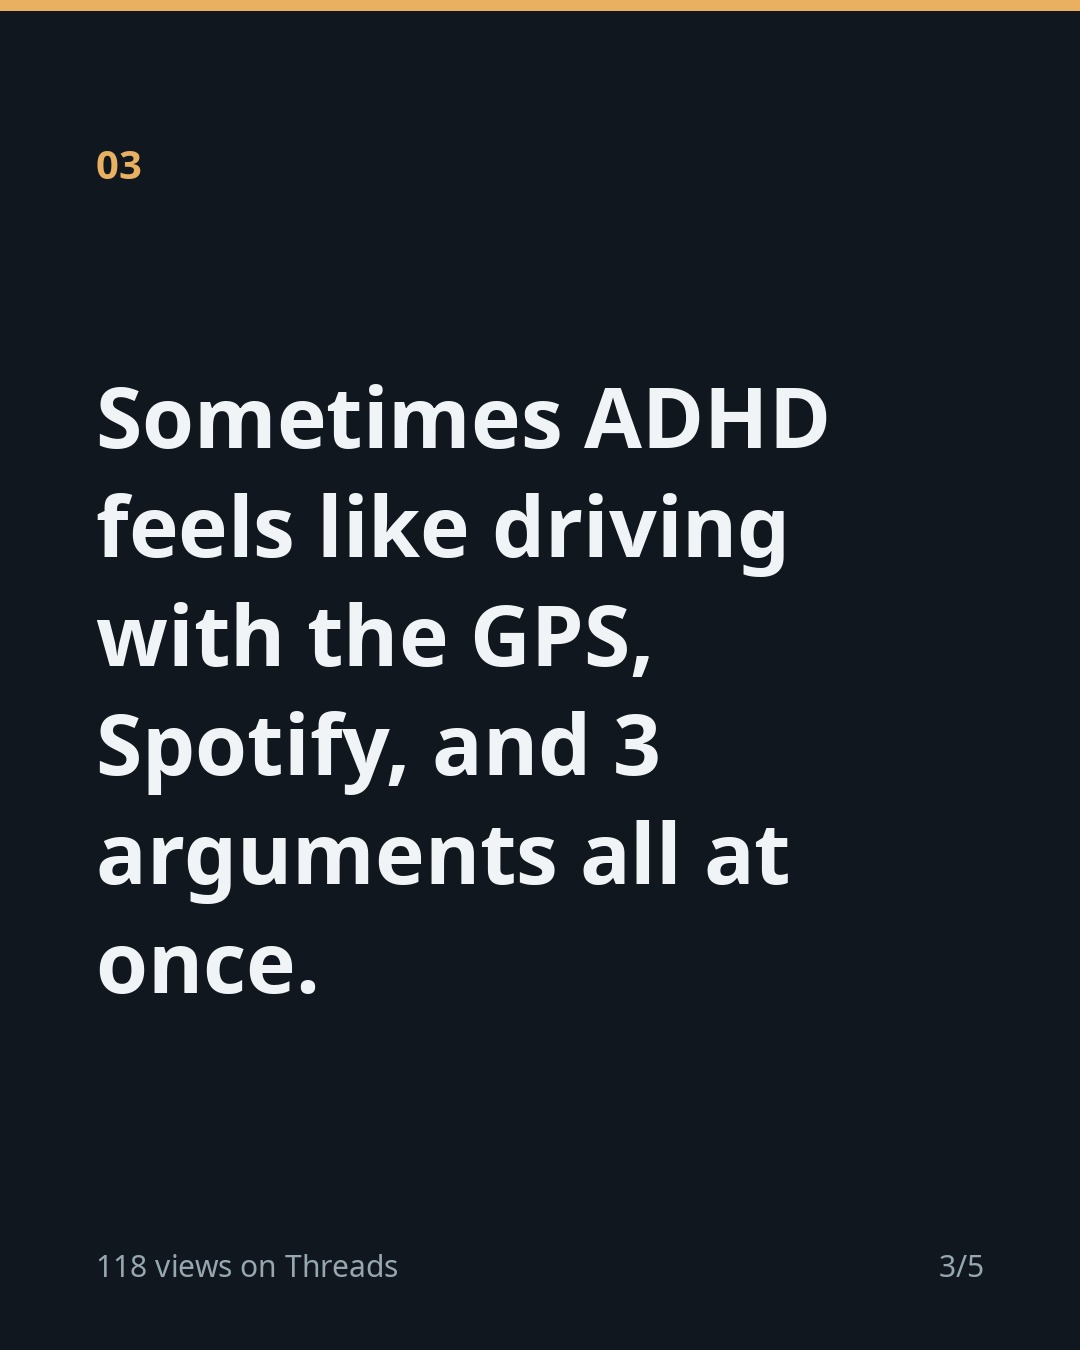 03
Sometimes ADHD
feels like driving
with the GPS,
Spotify, and 3
arguments all at
once.
118 views on Threads
3/5